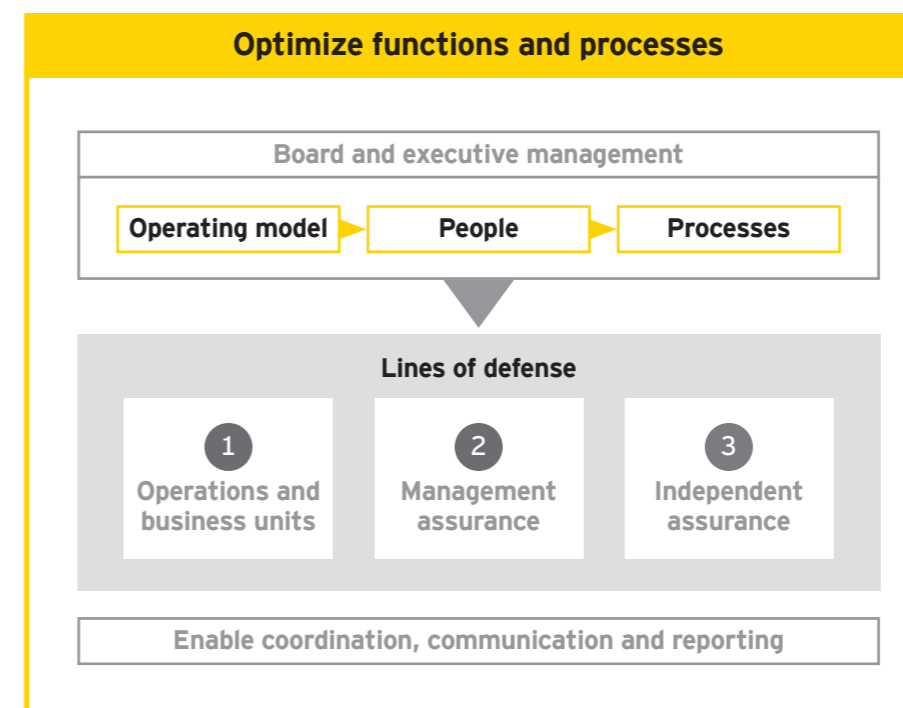 Optimize functions and processes
Board and executive management
Operating model
People
Processes
Lines of defense
1
Operations and
business units
2
Management
assurance
3
Independent
assurance
Enable coordination, communication and reporting